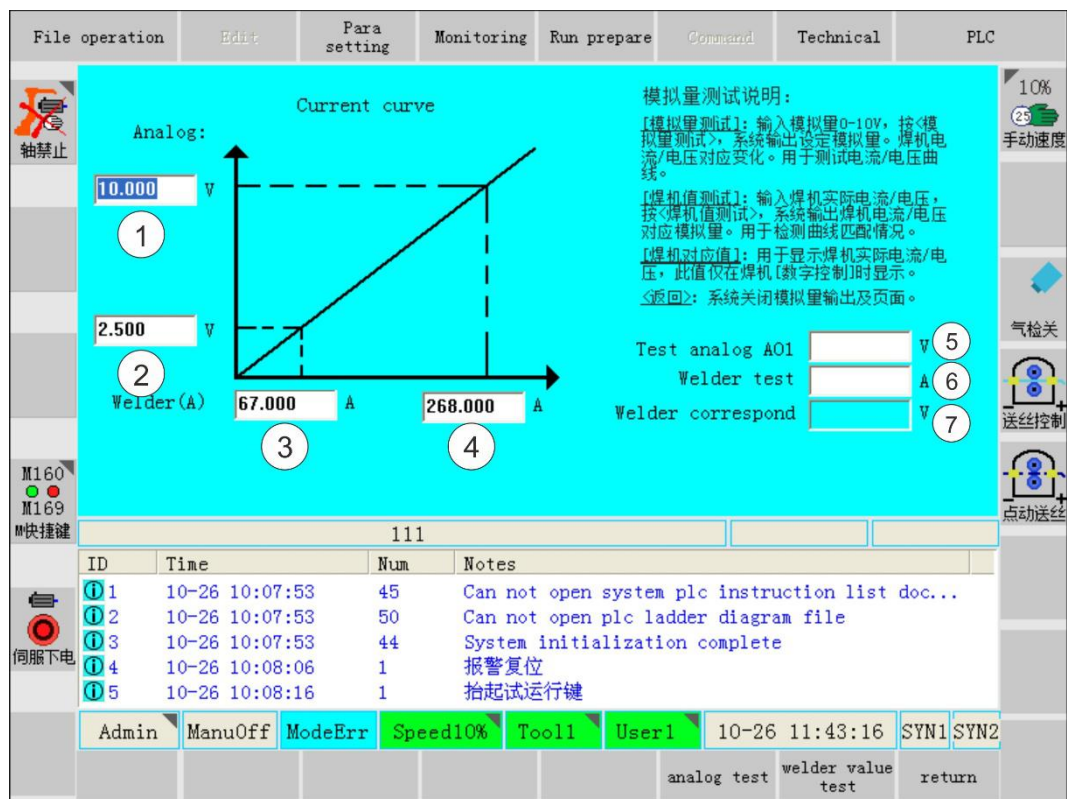 File operation
Edit
Para setting
Monitoring
Run prepare
Command
Technical
PLC
轴禁止
M160
M169
M快捷键
伺服下电
Current curve
Analog:
10.000 V
1
2.500 V
2
Welder(A)
67.000 A
3
268.000 A
4
模拟量测试说明:
[模拟量测试]: 输入模拟量0-10V, 按<模
拟量测试>, 系统输出设定模拟量。焊机电
流/电压对应变化。用于测试电流/电压曲
线。
[焊机值测试]: 输入焊机实际电流/电压,
按<焊机值测试>, 系统输出焊机电流/电压
对应模拟量。用于检测曲线匹配情况。
[焊机对应值]: 用于显示焊机实际电流/电
压, 此值仅在焊机[数字控制]时显示。
<返回>: 系统关闭模拟量输出及页面。
Test analog AO1 V 5
Welder test A 6
Welder correspond V 7
10%
25
手动速度
气检关
送丝控制
点动送丝
111
ID Time Num Notes
1 10-26 10:07:53 45 Can not open system plc instruction list doc...
2 10-26 10:07:53 50 Can not open plc ladder diagram file
3 10-26 10:07:53 44 System initialization complete
4 10-26 10:08:06 1 报警复位
5 10-26 10:08:16 1 抬起试运行键
Admin ManuOff ModeErr Speed10% Tool1 User1 10-26 11:43:16 SYN1 SYN2
analog test
welder value
test
return